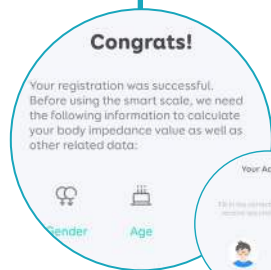 Congrats!
Your registration was successful.
Before using the smart scale, we need
the following information to calculate
your body impedance value as well as
other related data:
Gender Age
Your